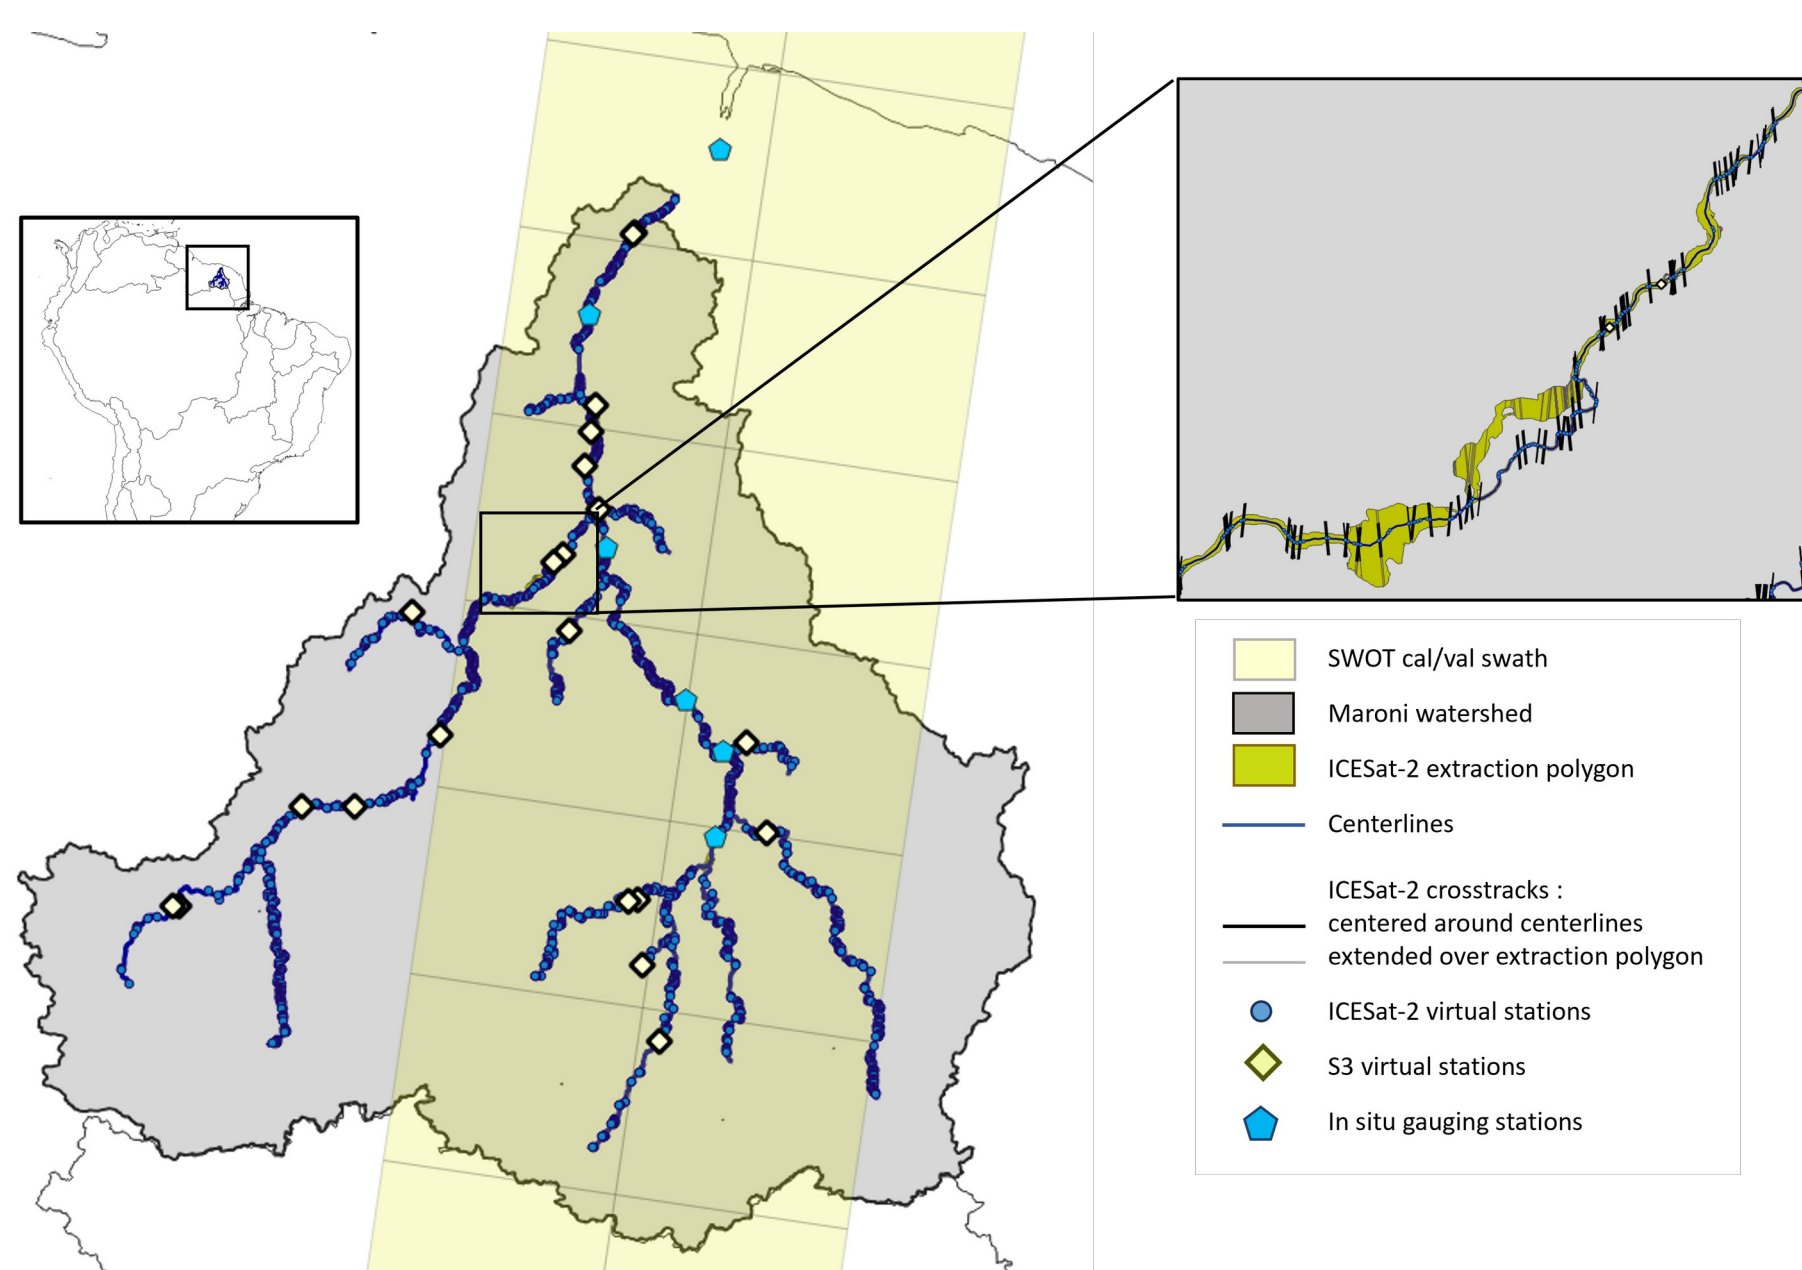 SWOT cal/val swath
Maroni watershed
ICESat-2 extraction polygon
Centerlines
ICESat-2 crosstracks :
centered around centerlines
extended over extraction polygon
ICESat-2 virtual stations
S3 virtual stations
In situ gauging stations